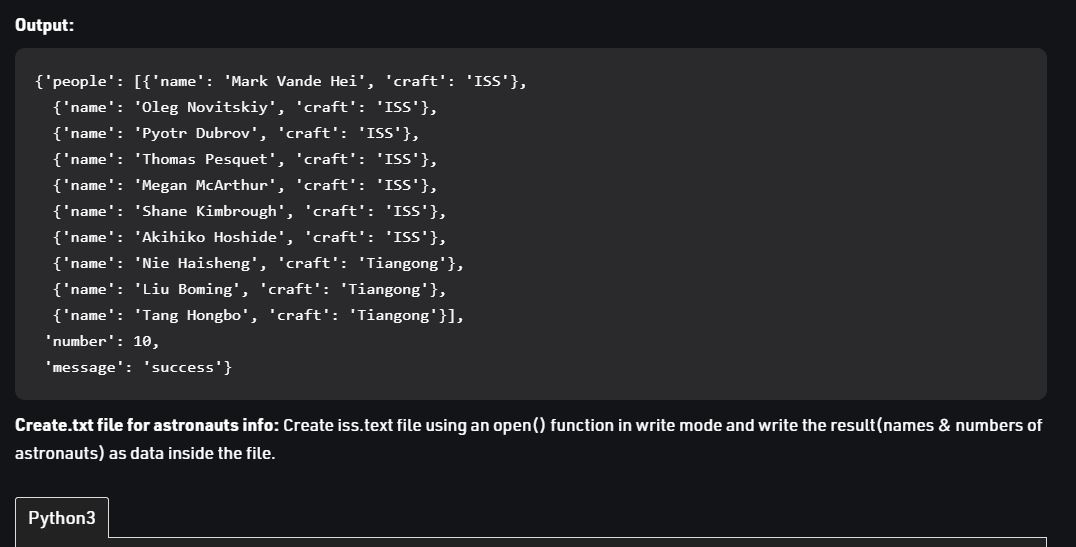 Output:
{'people': [{'name': 'Mark Vande Hei', 'craft': 'ISS'},
  {'name': 'Oleg Novitskiy', 'craft': 'ISS'},
  {'name': 'Pyotr Dubrov', 'craft': 'ISS'},
  {'name': 'Thomas Pesquet', 'craft': 'ISS'},
  {'name': 'Megan McArthur', 'craft': 'ISS'},
  {'name': 'Shane Kimbrough', 'craft': 'ISS'},
  {'name': 'Akihiko Hoshide', 'craft': 'ISS'},
  {'name': 'Nie Haisheng', 'craft': 'Tiangong'},
  {'name': 'Liu Boming', 'craft': 'Tiangong'},
  {'name': 'Tang Hongbo', 'craft': 'Tiangong'}],
 'number': 10,
 'message': 'success'}
Create.txt file for astronauts info: Create iss.text file using an open() function in write mode and write the result(names & numbers of
astronauts) as data inside the file.
Python3